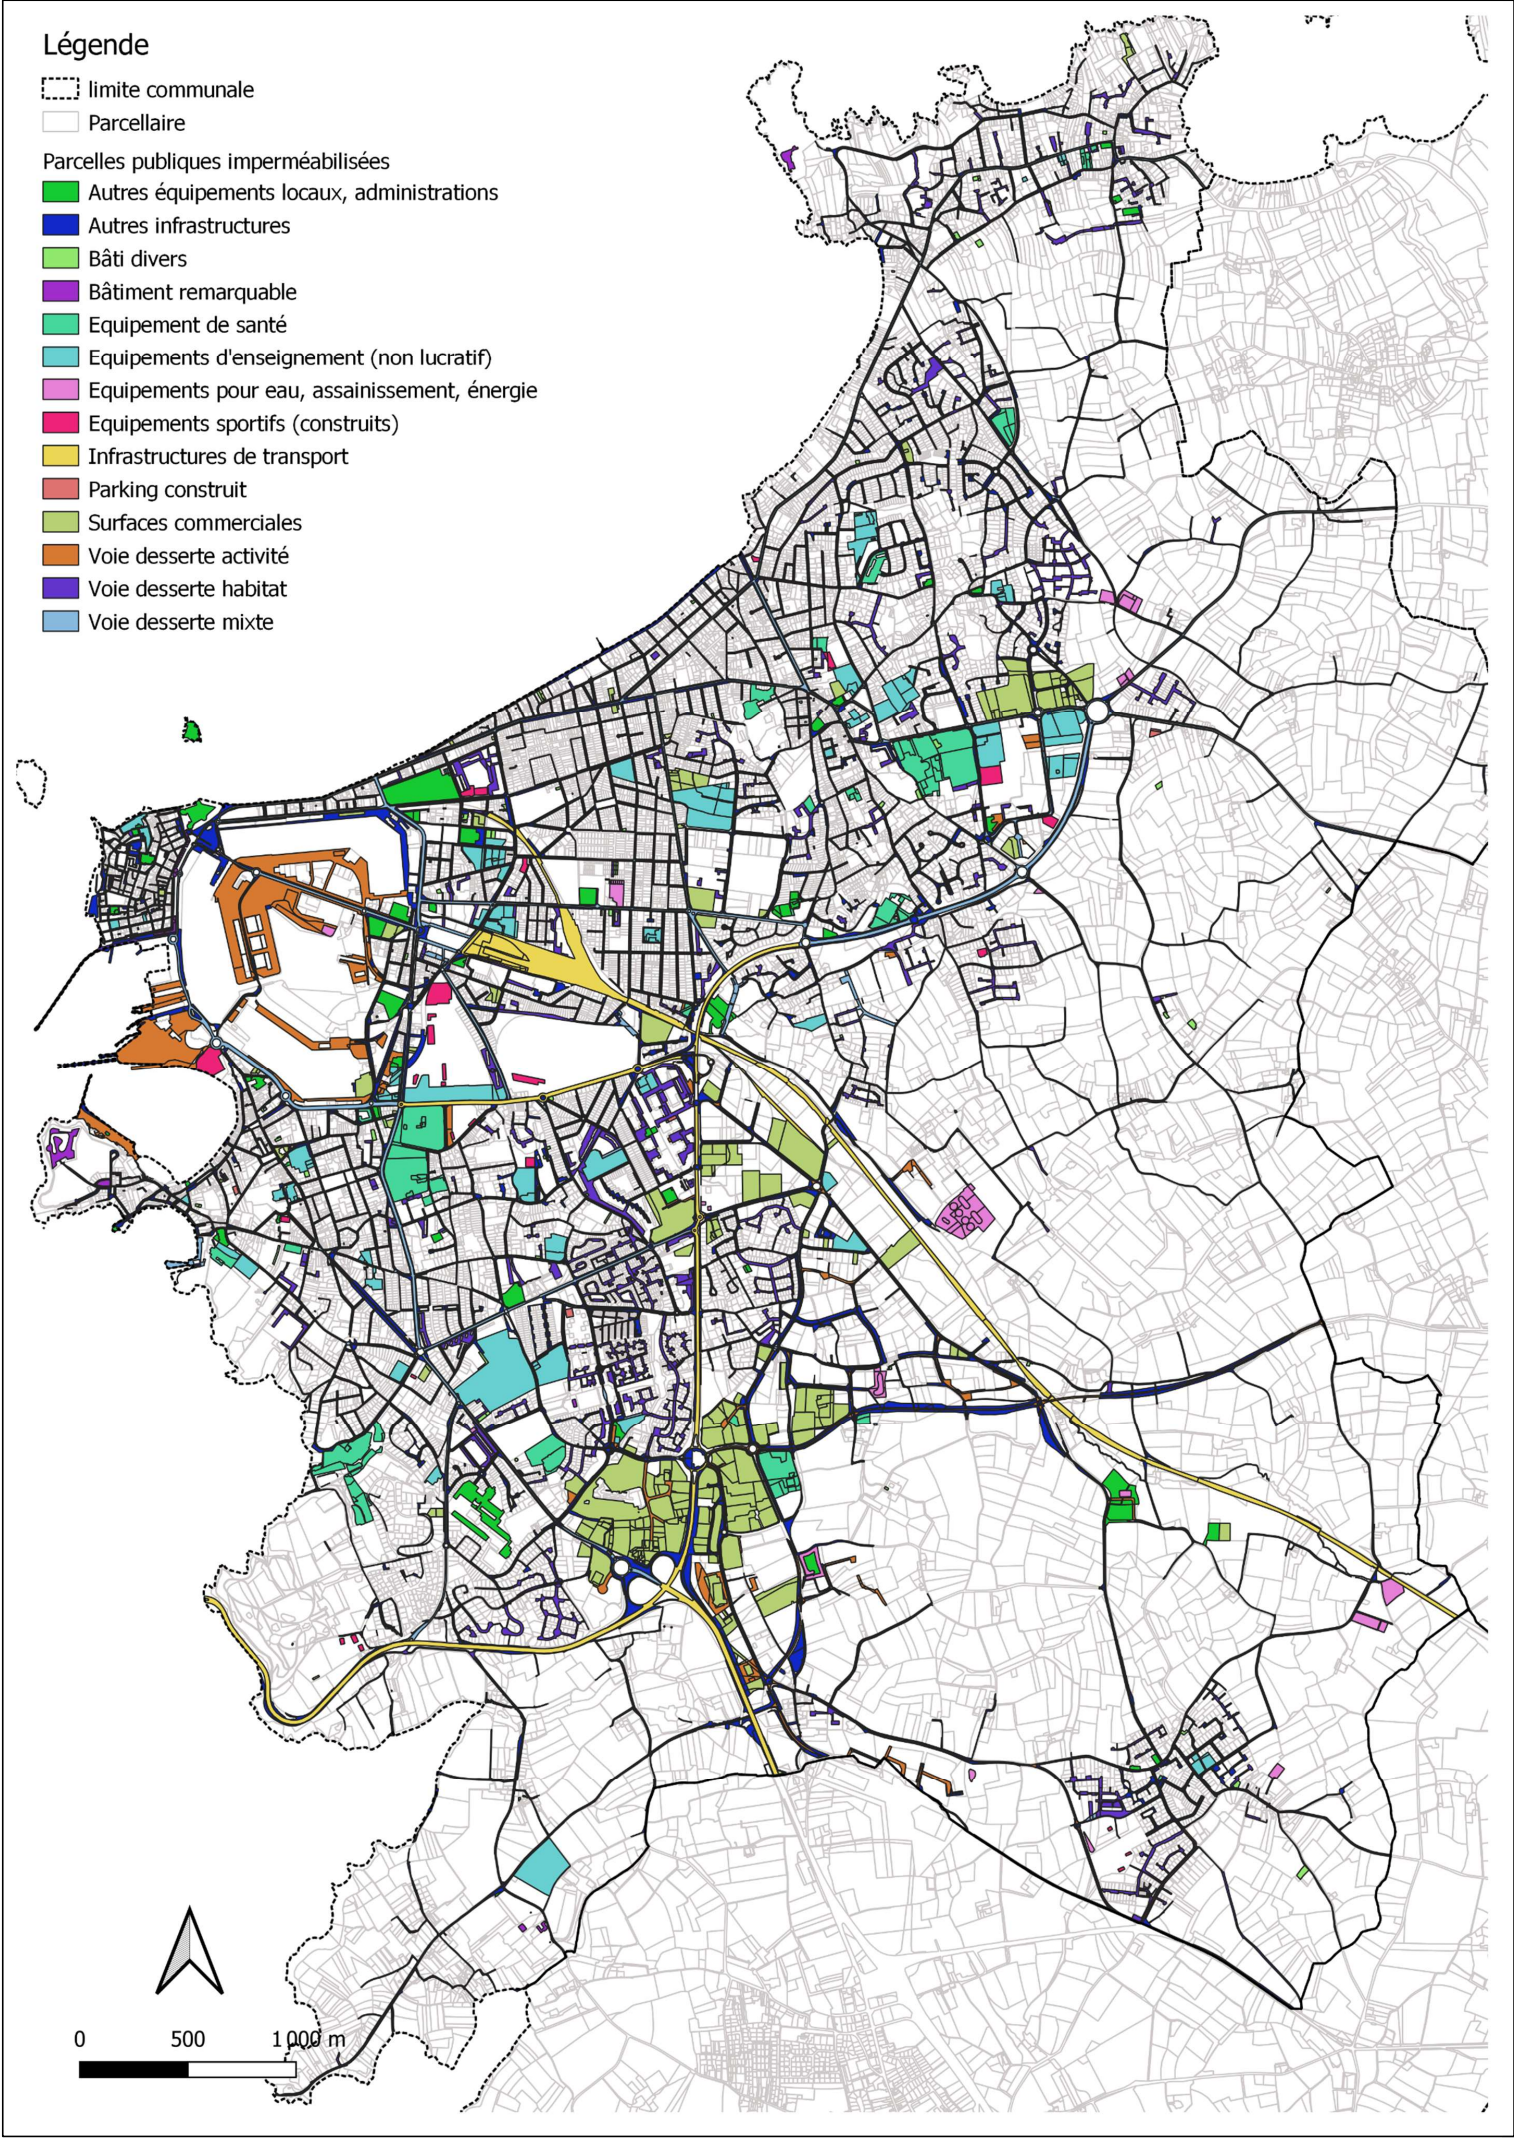 Légende
limite communale
Parcellaire
Parcelles publiques imperméabilisées
Autres équipements locaux, administrations
Autres infrastructures
Bâti divers
Bâtiment remarquable
Equipement de santé
Equipements d'enseignement (non lucratif)
Equipements pour eau, assainissement, énergie
Equipements sportifs (construits)
Infrastructures de transport
Parking construit
Surfaces commerciales
Voie desserte activité
Voie desserte habitat
Voie desserte mixte
0 500 1 000 m